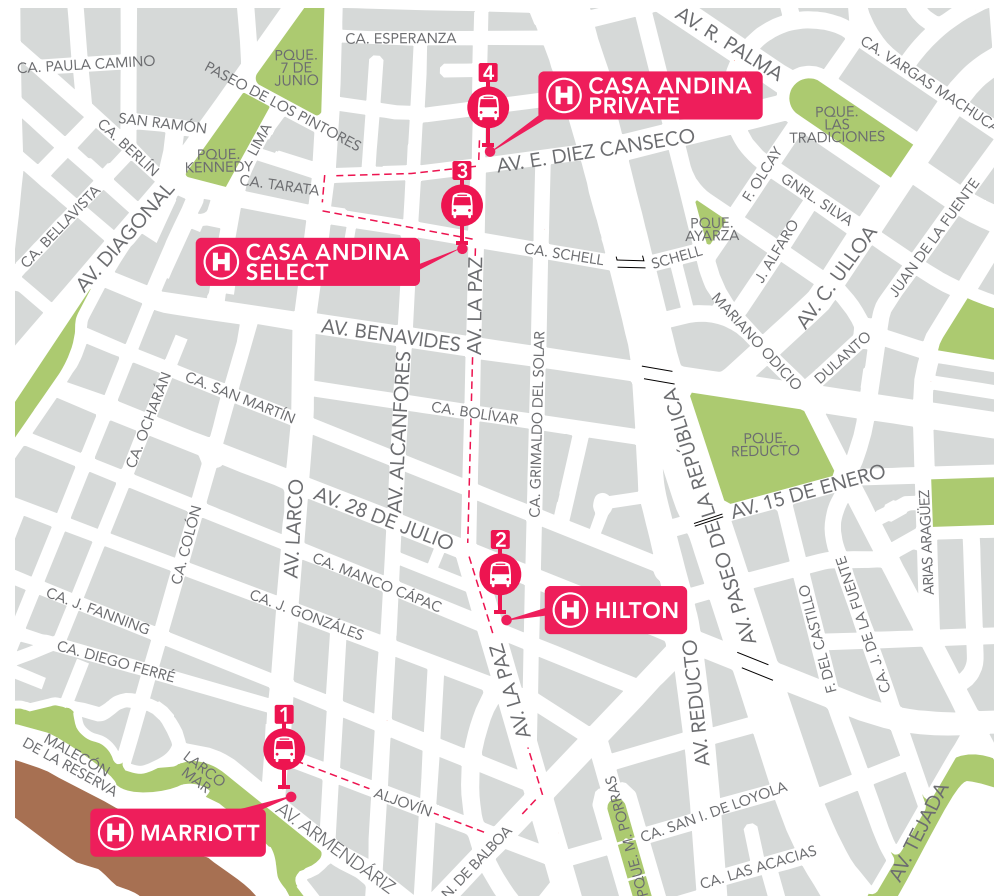 AV. R. PALMA
CA. ESPERANZA
CA. VARGAS MACHUCA
CA. PAULA CAMINO
PQUE.
7 DE
JUNIO
PASEO DE LOS PINTORES
4
H CASA ANDINA
PRIVATE
PQUE.
LAS
TRADICIONES
SAN RAMÓN
CA. BERLIN
PQUE.
KENNEDY
LIMA
AV. E. DIEZ CANSECO
CA. TARATA
3
F. OLCAY
GNRL. SILVA
CA. BELLAVISTA
AV. DIAGONAL
PQUE.
AYARZA
J. ALFARO
JUAN DE LA FUENTE
H CASA ANDINA
SELECT
CA. SCHELL
SCHELL
AV. C. ULLOA
AV. LA PAZ
MARIANO ODICIO
AV. BENAVIDES
DULANTO
CA. OCHARÁN
CA. SAN MARTÍN
AV. ALCANFORES
CA. BOLÍVAR
CA. GRIMALDO DEL SOLAR
PQUE.
REDUCTO
AV. PASEO DE LA REPÚBLICA
AV. 15 DE ENERO
AV. LARCO
AV. 28 DE JULIO
CA. COLÓN
ARIAS ARAGÜEZ
2
CA. MANCO CÁPAC
H HILTON
CA. J. FANNING
CA. J. GONZÁLES
F. DEL CASTILLO
CA. J. DE LA FUENTE
CA. DIEGO FERRÉ
AV. LA PAZ
AV. REDUCTO
1
MALECÓN
DE LA RESERVA
LARCO
MAR
ALJOVÍN
H MARRIOTT
AV. ARMENDÁRIZ
N. DE BALBOA
PQUE. M. PORRAS
CA. SAN I. DE LOYOLA
CA. LAS ACACIAS
AV. TEJADA